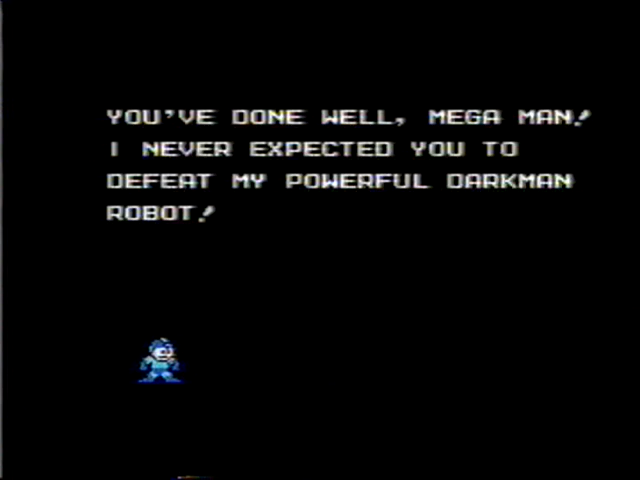 YOU'VE DONE WELL, MEGA MAN!
I NEVER EXPECTED YOU TO
DEFEAT MY POWERFUL DARKMAN
ROBOT!